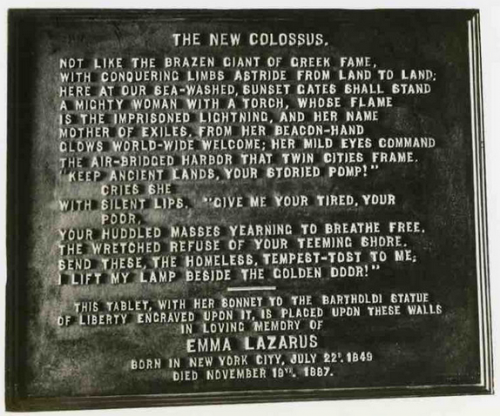 THE NEW COLOSSUS.
NOT LIKE THE BRAZEN GIANT OF GREEK FAME,
WITH CONQUERING LIMBS ASTRIDE FROM LAND TO LAND;
HERE AT OUR SEA-WASHED, SUNSET GATES SHALL STAND
A MIGHTY WOMAN WITH A TORCH, WHOSE FLAME
IS THE IMPRISONED LIGHTNING, AND HER NAME
MOTHER OF EXILES. FROM HER BEACON-HAND
GLOWS WORLD-WIDE WELCOME; HER MILD EYES COMMAND
THE AIR-BRIDGED HARBOR THAT TWIN CITIES FRAME.
"KEEP ANCIENT LANDS, YOUR STORIED POMP!"
CRIES SHE
WITH SILENT LIPS. "GIVE ME YOUR TIRED, YOUR
POOR,
YOUR HUDDLED MASSES YEARNING TO BREATHE FREE,
THE WRETCHED REFUSE OF YOUR TEEMING SHORE.
SEND THESE, THE HOMELESS, TEMPEST-TOST TO ME;
I LIFT MY LAMP BESIDE THE GOLDEN DOOR!"
THIS TABLET, WITH HER SONNET TO THE BARTHOLDI STATUE
OF LIBERTY ENGRAVED UPON IT, IS PLACED UPON THESE WALLS
IN LOVING MEMORY OF
EMMA LAZARUS
BORN IN NEW YORK CITY, JULY 22D. 1849
DIED NOVEMBER 19TH. 1887.